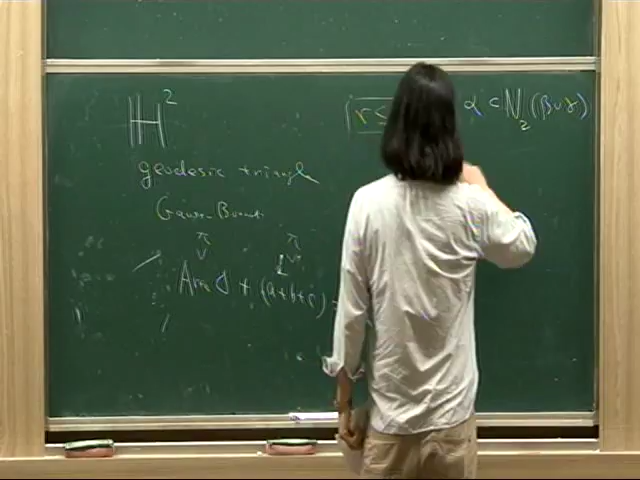 ℍ²
r ≤
α ⊂ N₂(β∪γ)
geodesic triangle
Gauss-Bonnet
π
π
Area Δ + (a+b+c) =